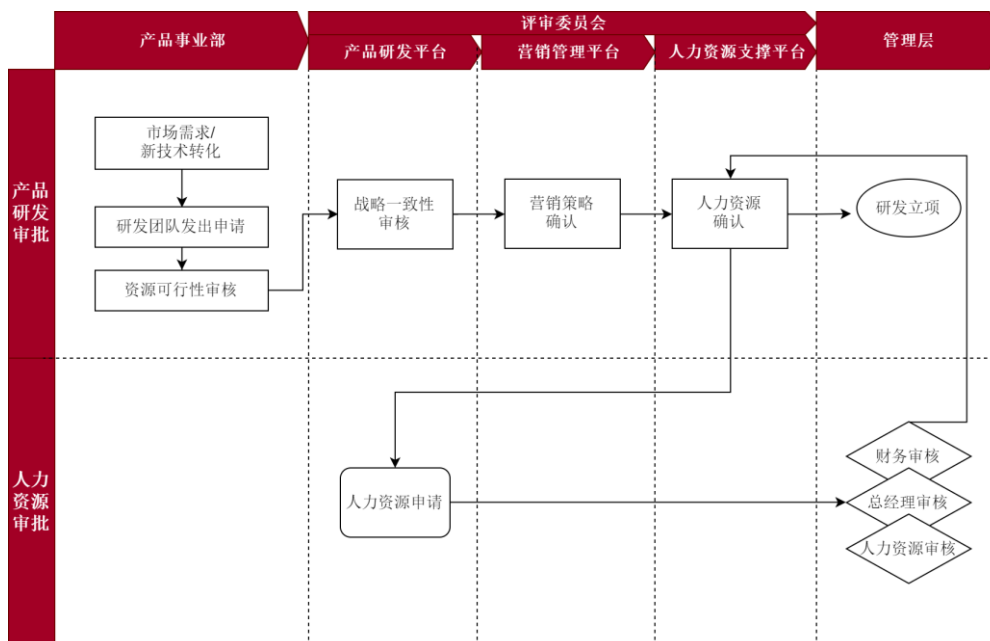 评审委员会
产品事业部
产品研发平台
营销管理平台
人力资源支撑平台
管理层
产品
研发
审批
市场需求/
新技术转化
研发团队发出申请
资源可行性审核
战略一致性
审核
营销策略
确认
人力资源
确认
研发立项
人力
资源
审批
人力资源申请
财务审核
总经理审核
人力资源审核